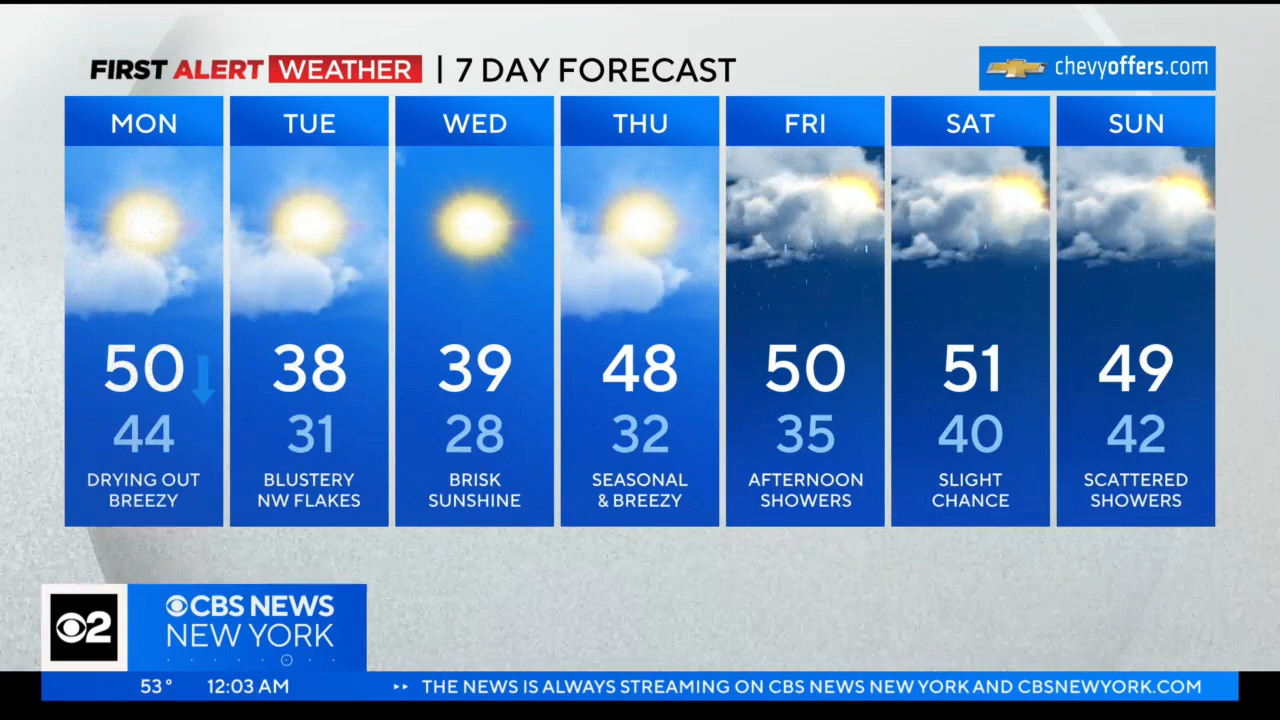 FIRST ALERT WEATHER | 7 DAY FORECAST
chevyoffers.com
MON TUE WED THU FRI SAT SUN
50 38 39 48 50 51 49
44 31 28 32 35 40 42
DRYING OUT BREEZY
BLUSTERY NW FLAKES
BRISK SUNSHINE
SEASONAL & BREEZY
AFTERNOON SHOWERS
SLIGHT CHANCE
SCATTERED SHOWERS
2
CBS NEWS
NEW YORK
53° 12:03 AM THE NEWS IS ALWAYS STREAMING ON CBS NEWS NEW YORK AND CBSNEWYORK.COM